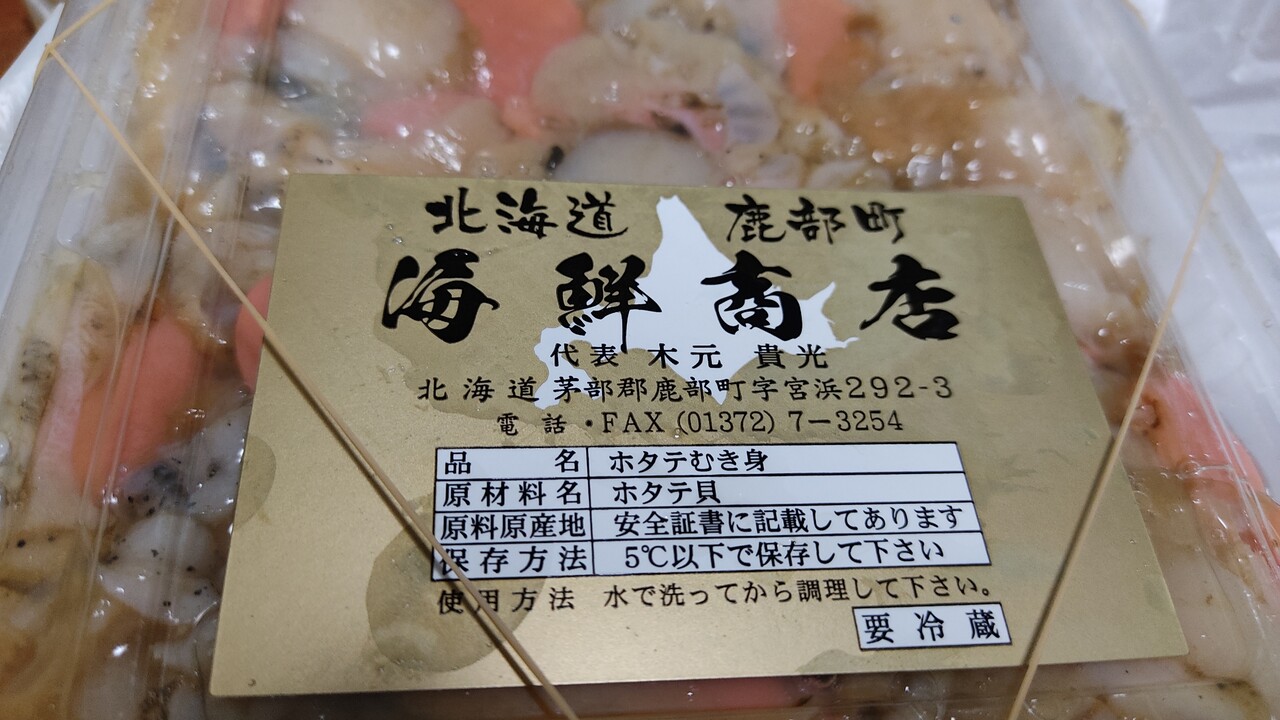 北海道 鹿部町
海鮮商店
代表 木元 貴光
北海道茅部郡鹿部町字宮浜292-3
電話・FAX (01372) 7-3254
品名 ホタテむき身
原材料名 ホタテ貝
原料原産地 安全証書に記載してあります
保存方法 5℃以下で保存して下さい
使用方法 水で洗ってから調理して下さい。
要冷蔵